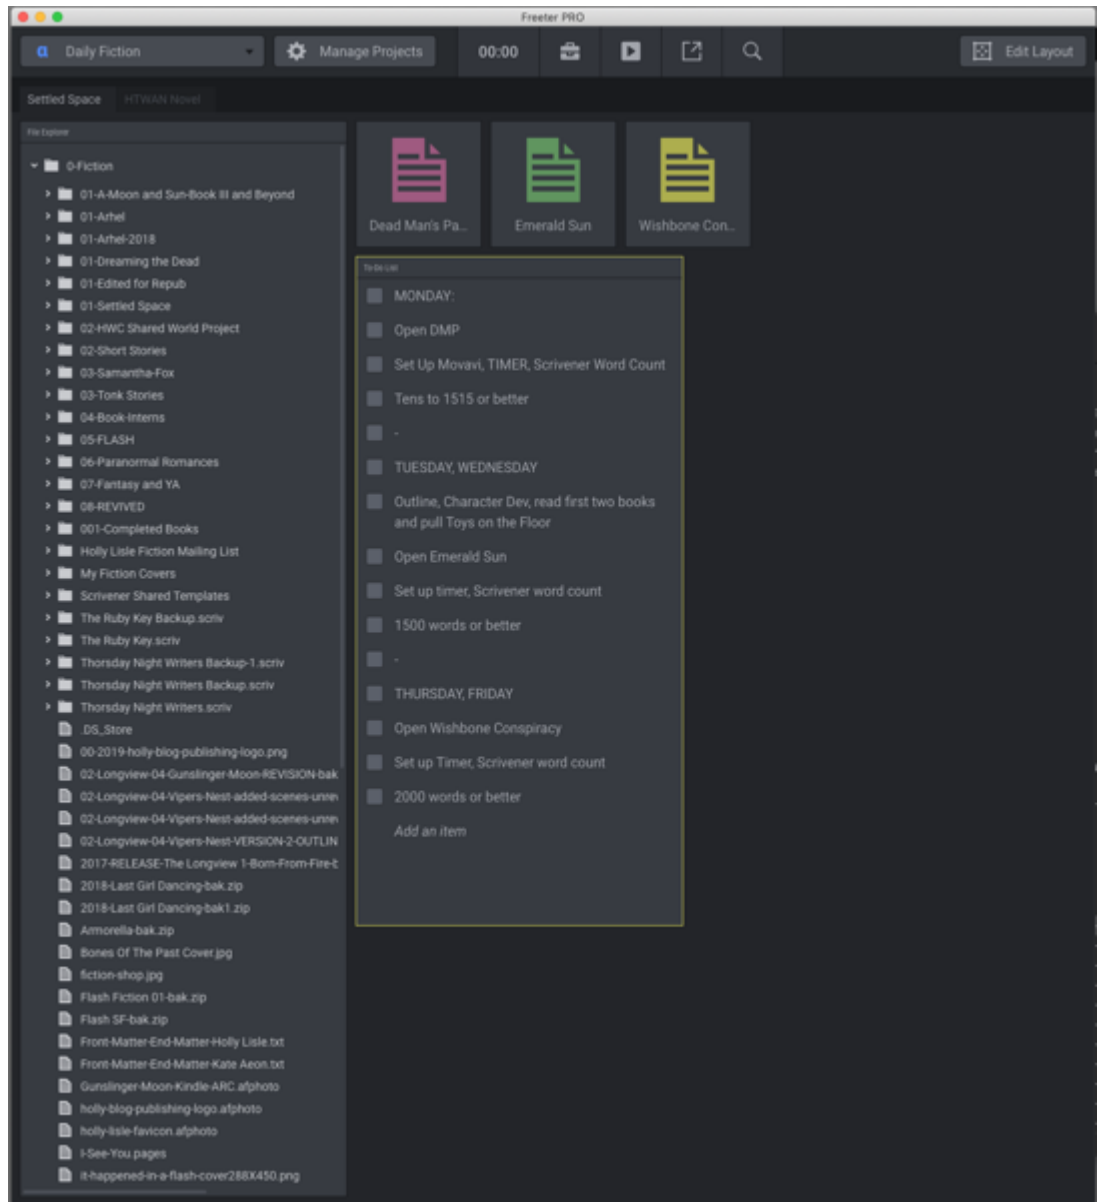 Freeter PRO
Daily Fiction
Manage Projects
00:00
Edit Layout
Settled Space
HTWAN Novel
File Explorer
0-Fiction
01-A-Moon and Sun-Book III and Beyond
01-Arhel
01-Arhel-2018
01-Dreaming the Dead
01-Edited for Repub
01-Settled Space
02-HWC Shared World Project
02-Short Stories
03-Samantha-Fox
03-Tonk Stories
04-Book-Interns
05-FLASH
06-Paranormal Romances
07-Fantasy and YA
08-REVIVED
001-Completed Books
Holly Lisle Fiction Mailing List
My Fiction Covers
Scrivener Shared Templates
The Ruby Key Backup.scriv
The Ruby Key.scriv
Thorsday Night Writers Backup-1.scriv
Thorsday Night Writers Backup.scriv
Thorsday Night Writers.scriv
.DS_Store
00-2019-holly-blog-publishing-logo.png
02-Longview-04-Gunslinger-Moon-REVISION-bak
02-Longview-04-Vipers-Nest-added-scenes-unrev
02-Longview-04-Vipers-Nest-added-scenes-unrev
02-Longview-04-Vipers-Nest-VERSION-2-OUTLIN
2017-RELEASE-The Longview 1-Born-From-Fire-b
2018-Last Girl Dancing-bak.zip
2018-Last Girl Dancing-bak1.zip
Armorella-bak.zip
Bones Of The Past Cover.jpg
fiction-shop.jpg
Flash Fiction 01-bak.zip
Flash SF-bak.zip
Front-Matter-End-Matter-Holly Lisle.txt
Front-Matter-End-Matter-Kate Aeon.txt
Gunslinger-Moon-Kindle-ARC.afphoto
holly-blog-publishing-logo.afphoto
holly-lisle-favicon.afphoto
I-See-You.pages
it-happened-in-a-flash-cover288X450.png
Dead Man's Pa...
Emerald Sun
Wishbone Con...
To-Do List
MONDAY:
Open DMP
Set Up Movavi, TIMER, Scrivener Word Count
Tens to 1515 or better
-
TUESDAY, WEDNESDAY
Outline, Character Dev, read first two books
and pull Toys on the Floor
Open Emerald Sun
Set up timer, Scrivener word count
1500 words or better
-
THURSDAY, FRIDAY
Open Wishbone Conspiracy
Set up Timer, Scrivener word count
2000 words or better
Add an item